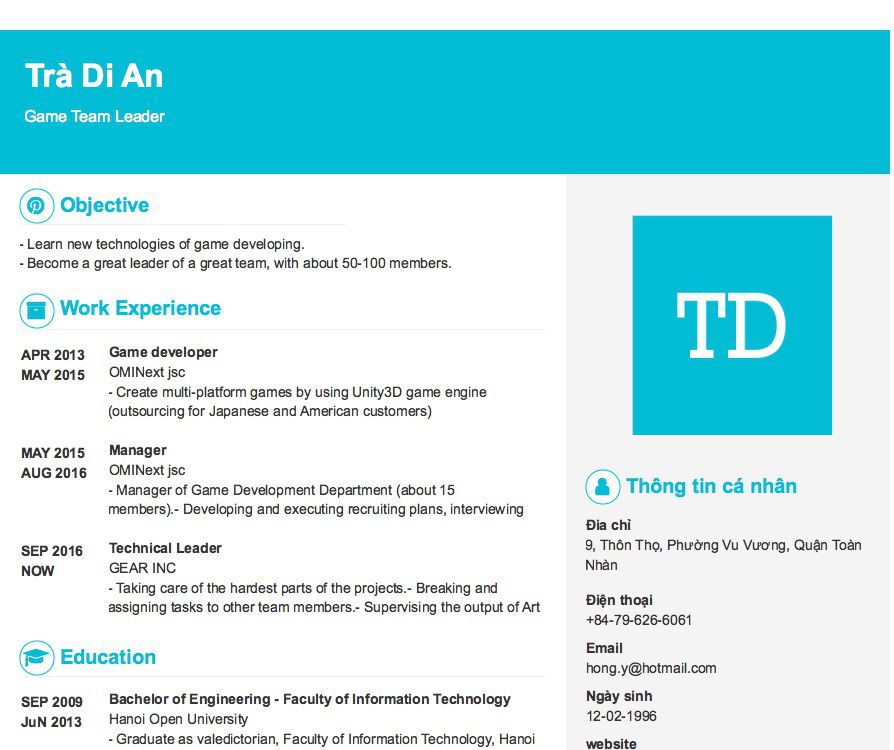 Trà Di An
Game Team Leader
Objective
- Learn new technologies of game developing.
- Become a great leader of a great team, with about 50-100 members.
Work Experience
APR 2013
MAY 2015
Game developer
OMINext jsc
- Create multi-platform games by using Unity3D game engine
(outsourcing for Japanese and American customers)
MAY 2015
AUG 2016
Manager
OMINext jsc
- Manager of Game Development Department (about 15
members).- Developing and executing recruiting plans, interviewing
SEP 2016
NOW
Technical Leader
GEAR INC
- Taking care of the hardest parts of the projects.- Breaking and
assigning tasks to other team members.- Supervising the output of Art
Education
SEP 2009
JuN 2013
Bachelor of Engineering - Faculty of Information Technology
Hanoi Open University
- Graduate as valedictorian, Faculty of Information Technology, Hanoi
TD
Thông tin cá nhân
Địa chỉ
9, Thôn Thọ, Phường Vu Vương, Quận Toàn
Nhàn
Điện thoại
+84-79-626-6061
Email
hong.y@hotmail.com
Ngày sinh
12-02-1996
website